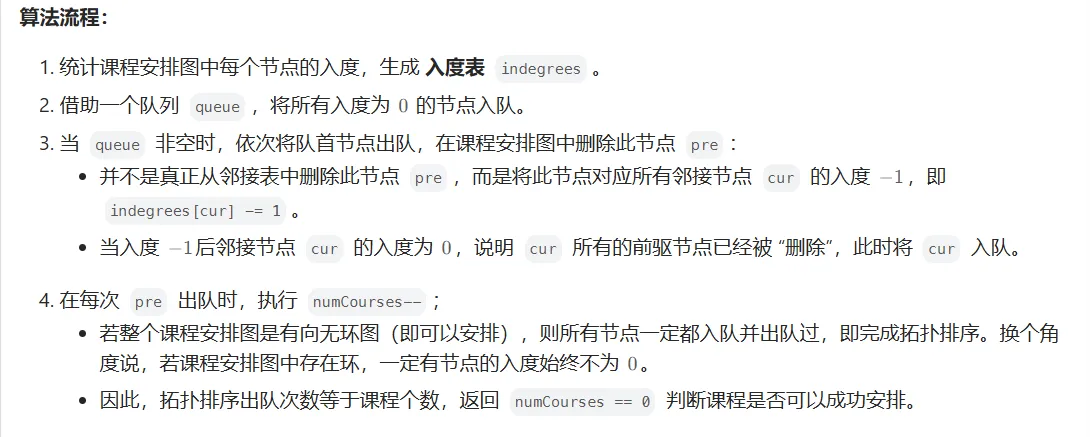 算法流程：
1. 统计课程安排图中每个节点的入度，生成 入度表 indegrees 。
2. 借助一个队列 queue ，将所有入度为 0 的节点入队。
3. 当 queue 非空时，依次将队首节点出队，在课程安排图中删除此节点 pre ：
• 并不是真正从邻接表中删除此节点 pre ，而是将此节点对应所有邻接节点 cur 的入度 −1，即
indegrees[cur] -= 1 。
• 当入度 −1后邻接节点 cur 的入度为 0，说明 cur 所有的前驱节点已经被 “删除”，此时将 cur 入队。
4. 在每次 pre 出队时，执行 numCourses-- ；
• 若整个课程安排图是有向无环图（即可以安排），则所有节点一定都入队并出队过，即完成拓扑排序。换个角
度说，若课程安排图中存在环，一定有节点的入度始终不为 0。
• 因此，拓扑排序出队次数等于课程个数，返回 numCourses == 0 判断课程是否可以成功安排。